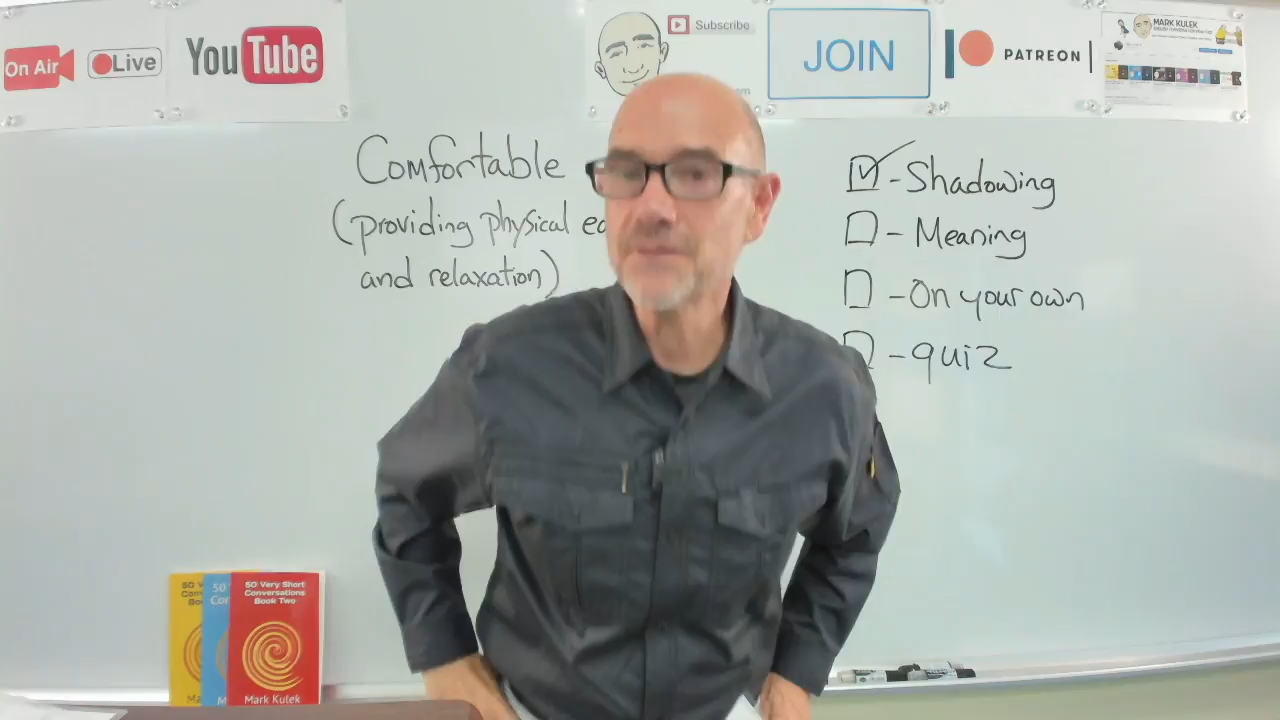 On Air
Live
YouTube
Subscribe
JOIN
PATREON
MARK KULEK
Comfortable
(providing physical
and relaxation)
- Shadowing
- Meaning
- On your own
- quiz
50 Very Short
Conversations
Book Two
Mark Kulek
50